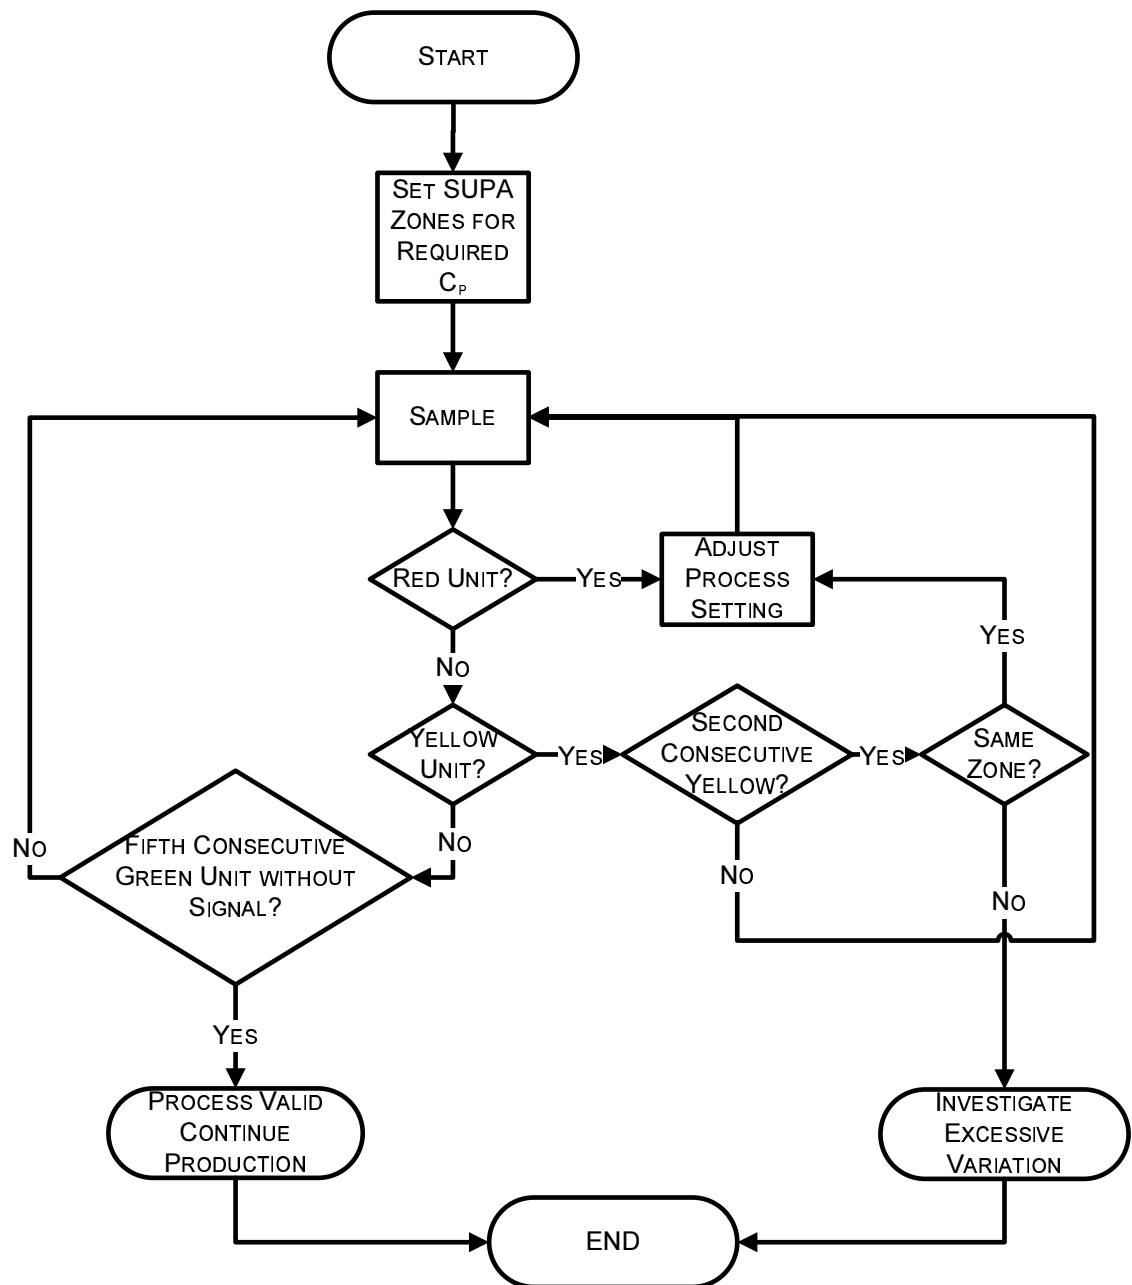 START
SET SUPA
ZONES FOR
REQUIRED
CP
SAMPLE
RED UNIT?
YES
ADJUST
PROCESS
SETTING
YES
NO
YELLOW
UNIT?
YES
SECOND
CONSECUTIVE
YELLOW?
YES
SAME
ZONE?
NO
NO
FIFTH CONSECUTIVE
GREEN UNIT WITHOUT
SIGNAL?
NO
NO
YES
PROCESS VALID
CONTINUE
PRODUCTION
INVESTIGATE
EXCESSIVE
VARIATION
END